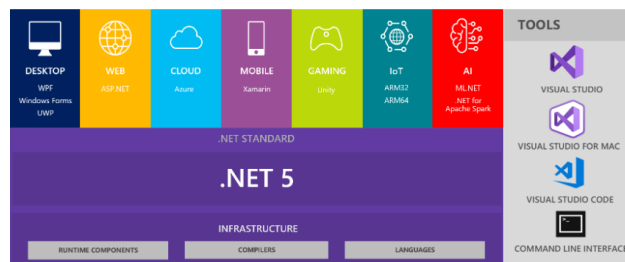 DESKTOP
WPF
Windows Forms
UWP
WEB
ASP.NET
CLOUD
Azure
MOBILE
Xamarin
GAMING
Unity
IoT
ARM32
ARM64
AI
ML.NET
.NET for
Apache Spark
.NET STANDARD
.NET 5
INFRASTRUCTURE
RUNTIME COMPONENTS
COMPILERS
LANGUAGES
TOOLS
VISUAL STUDIO
VISUAL STUDIO FOR MAC
VISUAL STUDIO CODE
COMMAND LINE INTERFACE